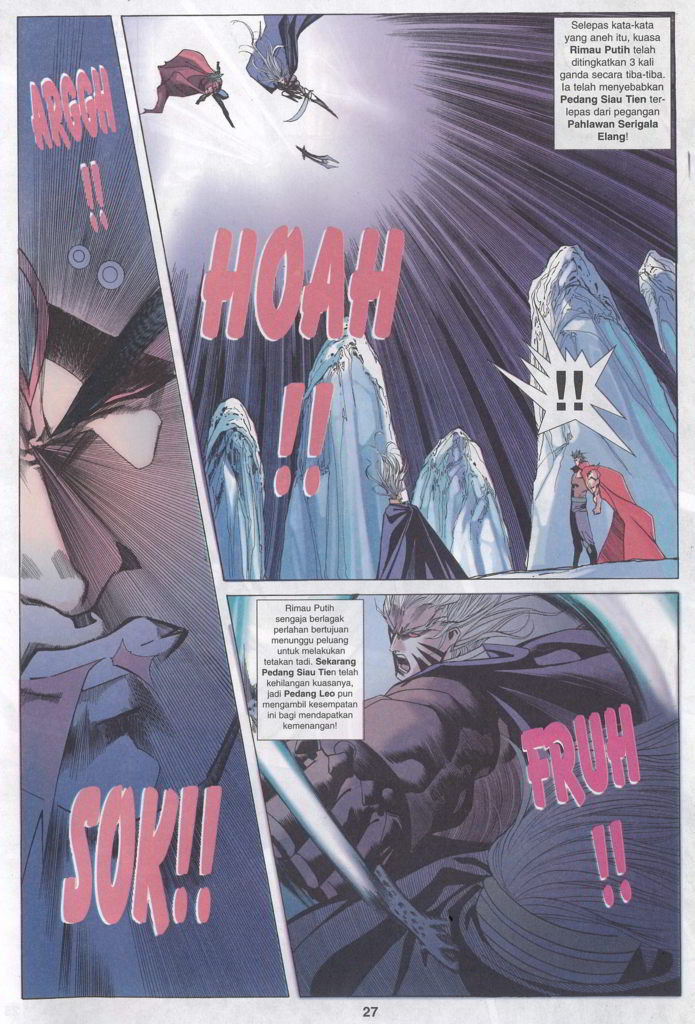 ARGGH
!!
SOK!!
Selepas kata-kata
yang aneh itu, kuasa
Rimau Putih telah
ditingkatkan 3 kali
ganda secara tiba-tiba.
Ia telah menyebabkan
Pedang Siau Tien ter-
lepas dari pegangan
Pahlawan Serigala
Elang!
HOAH
!!
!!
Rimau Putih
sengaja berlagak
perlahan bertujuan
menunggu peluang
untuk melakukan
tetakan tadi. Sekarang
Pedang Siau Tien telah
kehilangan kuasanya,
jadi Pedang Leo pun
mengambil kesempatan
ini bagi mendapatkan
kemenangan!
FRUH
!!
27